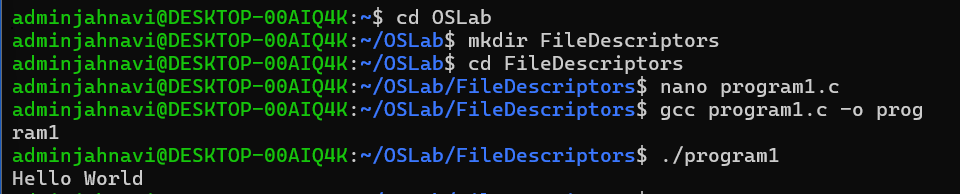 adminjahnavi@DESKTOP-00AIQ4K:~$ cd OSLab
adminjahnavi@DESKTOP-00AIQ4K:~/OSLab$ mkdir FileDescriptors
adminjahnavi@DESKTOP-00AIQ4K:~/OSLab$ cd FileDescriptors
adminjahnavi@DESKTOP-00AIQ4K:~/OSLab/FileDescriptors$ nano program1.c
adminjahnavi@DESKTOP-00AIQ4K:~/OSLab/FileDescriptors$ gcc program1.c -o prog
ram1
adminjahnavi@DESKTOP-00AIQ4K:~/OSLab/FileDescriptors$ ./program1
Hello World